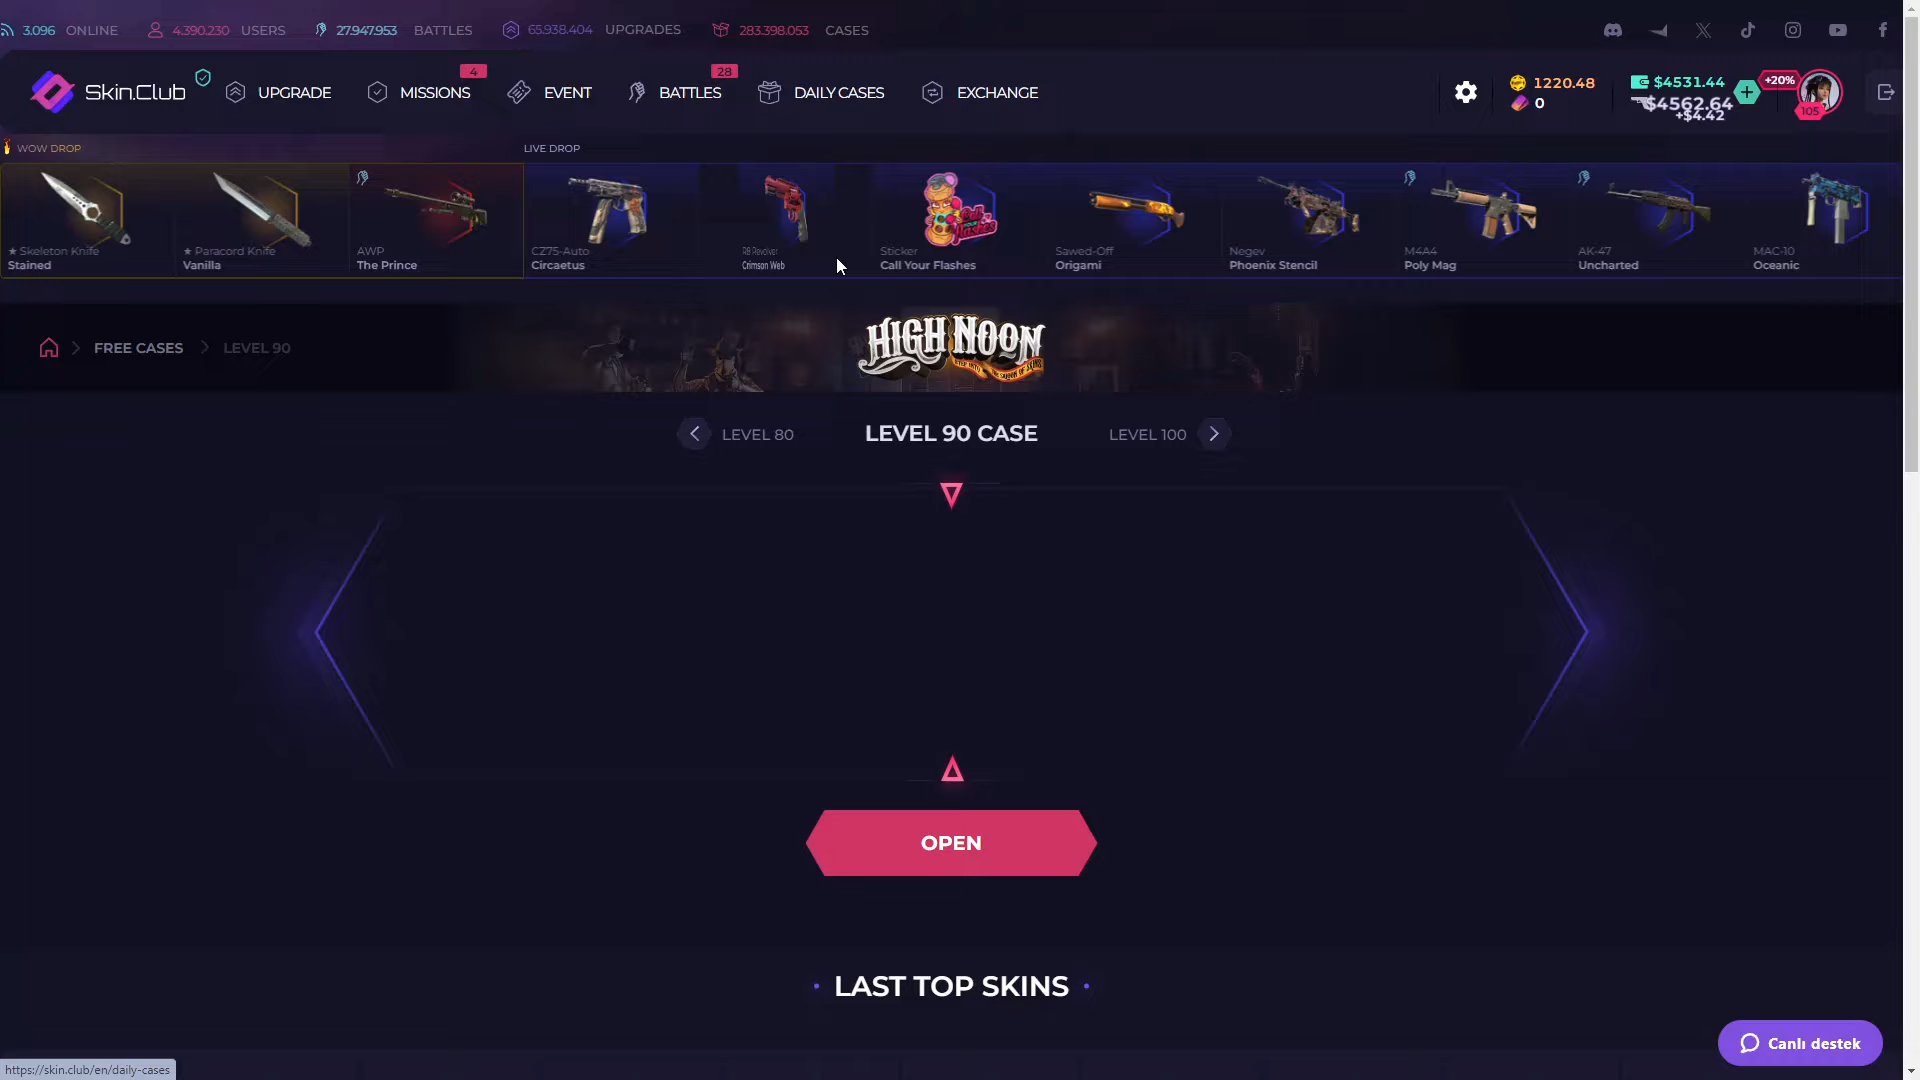 3.096 ONLINE 4.390.230 USERS 27.947.953 BATTLES 65.938.404 UPGRADES 283.398.053 CASES
Skin.Club UPGRADE 4 MISSIONS EVENT 28 BATTLES DAILY CASES EXCHANGE 1220.48 0 $4531.44 $4562.64 +$4.42 +20% 105
WOW DROP LIVE DROP
★ Skeleton Knife ★ Paracord Knife AWP CZ75-Auto R8 Revolver Sticker Sawed-Off Negev M4A4 AK-47 MAC-10
Stained Vanilla The Prince Circaetus Crimson Web Call Your Flashes Origami Phoenix Stencil Poly Mag Uncharted Oceanic
FREE CASES LEVEL 90
HIGH NOON
LEVEL 80 LEVEL 90 CASE LEVEL 100
OPEN
LAST TOP SKINS
Canlı destek
https://skin.club/en/daily-cases